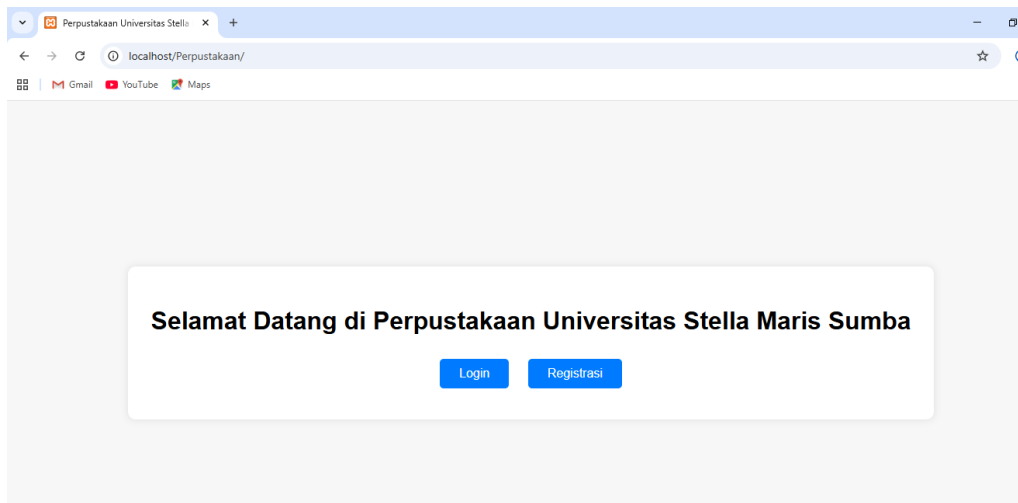 Perpustakaan Universitas Stella
localhost/Perpustakaan/
Gmail YouTube Maps
Selamat Datang di Perpustakaan Universitas Stella Maris Sumba
Login Registrasi